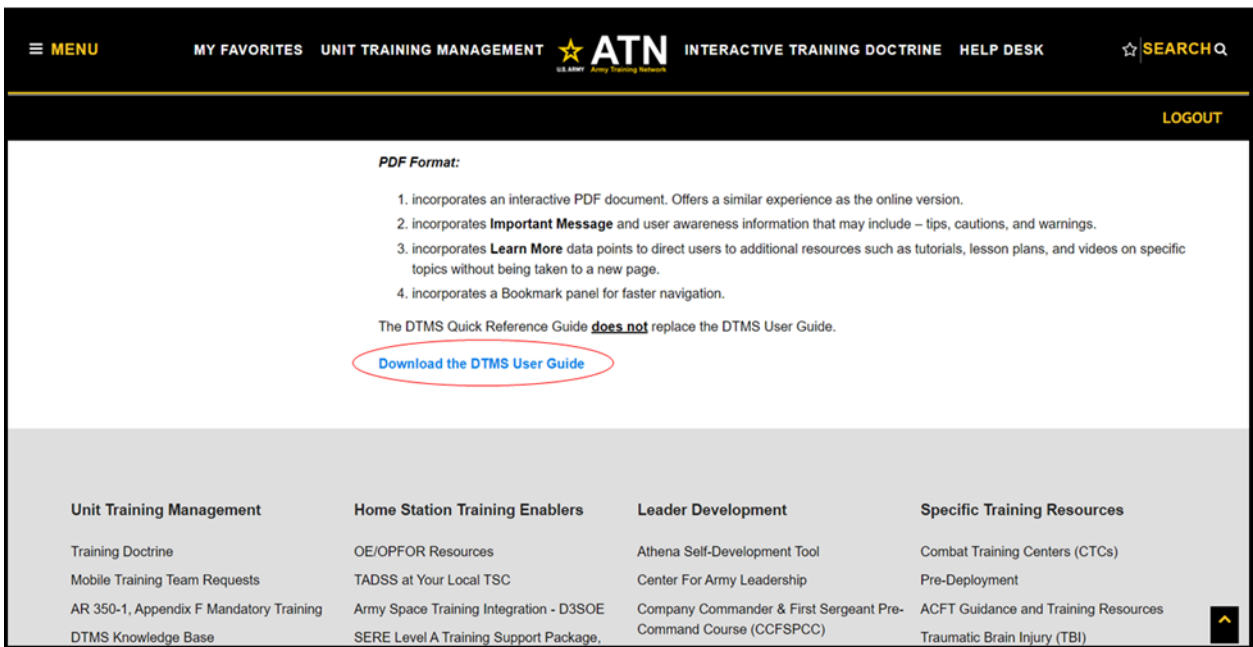 ≡ MENU MY FAVORITES UNIT TRAINING MANAGEMENT ATN INTERACTIVE TRAINING DOCTRINE HELP DESK SEARCH
U.S. ARMY Army Training Network
LOGOUT
PDF Format:
1. incorporates an interactive PDF document. Offers a similar experience as the online version.
2. incorporates Important Message and user awareness information that may include – tips, cautions, and warnings.
3. incorporates Learn More data points to direct users to additional resources such as tutorials, lesson plans, and videos on specific
topics without being taken to a new page.
4. incorporates a Bookmark panel for faster navigation.
The DTMS Quick Reference Guide does not replace the DTMS User Guide.
Download the DTMS User Guide
Unit Training Management
Training Doctrine
Mobile Training Team Requests
AR 350-1, Appendix F Mandatory Training
DTMS Knowledge Base
Home Station Training Enablers
OE/OPFOR Resources
TADSS at Your Local TSC
Army Space Training Integration - D3SOE
SERE Level A Training Support Package,
Leader Development
Athena Self-Development Tool
Center For Army Leadership
Company Commander & First Sergeant Pre-
Command Course (CCFSPCC)
Specific Training Resources
Combat Training Centers (CTCs)
Pre-Deployment
ACFT Guidance and Training Resources
Traumatic Brain Injury (TBI)